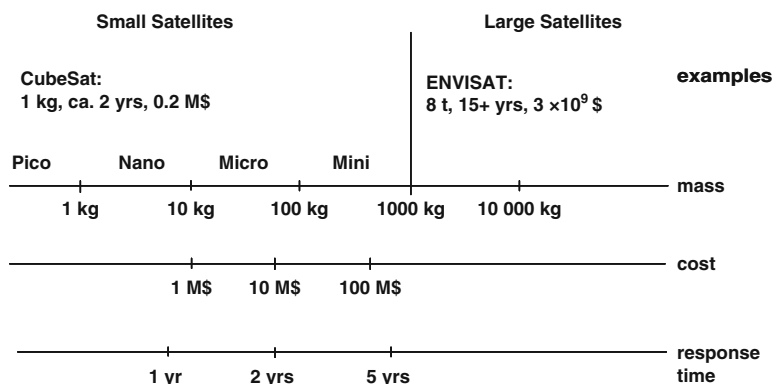 Small Satellites Large Satellites
CubeSat:
1 kg, ca. 2 yrs, 0.2 M$
ENVISAT:
8 t, 15+ yrs, 3 ×10⁹ $
examples
Pico Nano Micro Mini
mass
1 kg 10 kg 100 kg 1000 kg 10 000 kg
cost
1 M$ 10 M$ 100 M$
response
time
1 yr 2 yrs 5 yrs